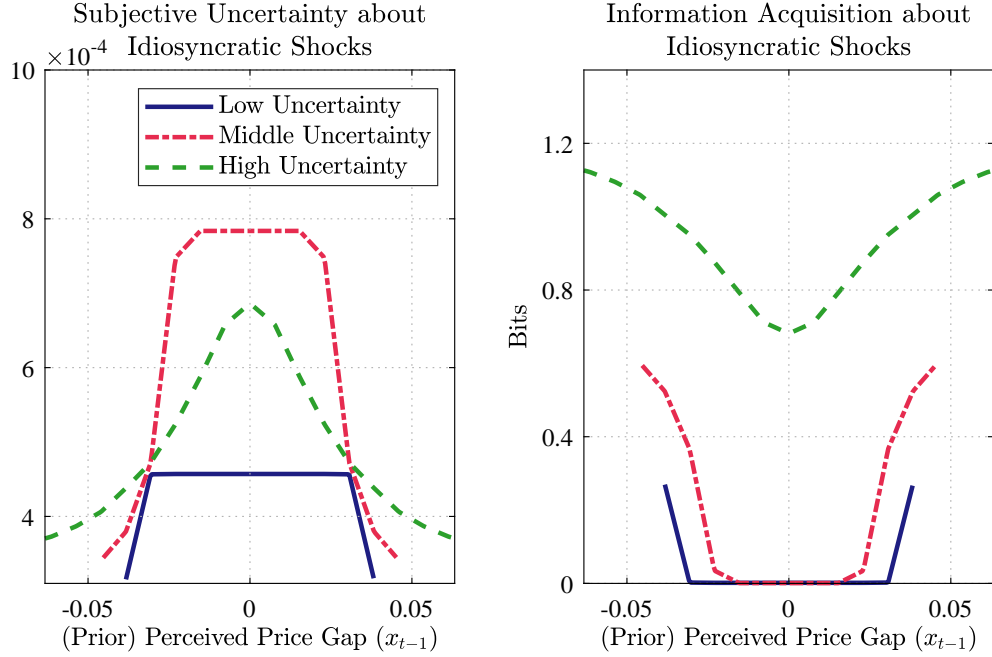 Subjective Uncertainty about
Idiosyncratic Shocks
×10^-4
10
8
6
4
-0.05
0
0.05
(Prior) Perceived Price Gap (x_{t−1})
Low Uncertainty
Middle Uncertainty
High Uncertainty
Information Acquisition about
Idiosyncratic Shocks
Bits
1.2
0.8
0.4
0
-0.05
0
0.05
(Prior) Perceived Price Gap (x_{t−1})